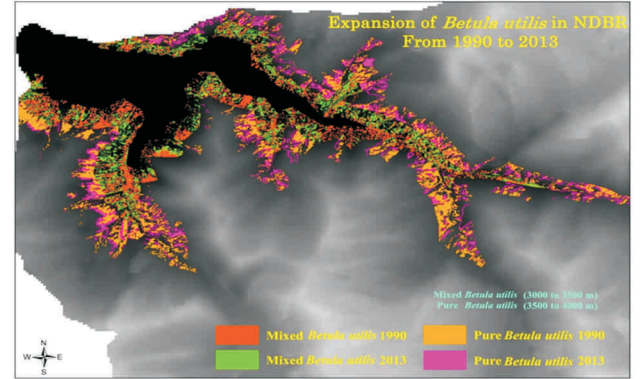 Expansion of Betula utilis in NDBR
From 1990 to 2013
Mixed Betula utilis (3000 to 3500 m)
Pure Betula utilis (3500 to 4000 m)
Mixed Betula utilis 1990
Pure Betula utilis 1990
Mixed Betula utilis 2013
Pure Betula utilis 2013
N
W E
S